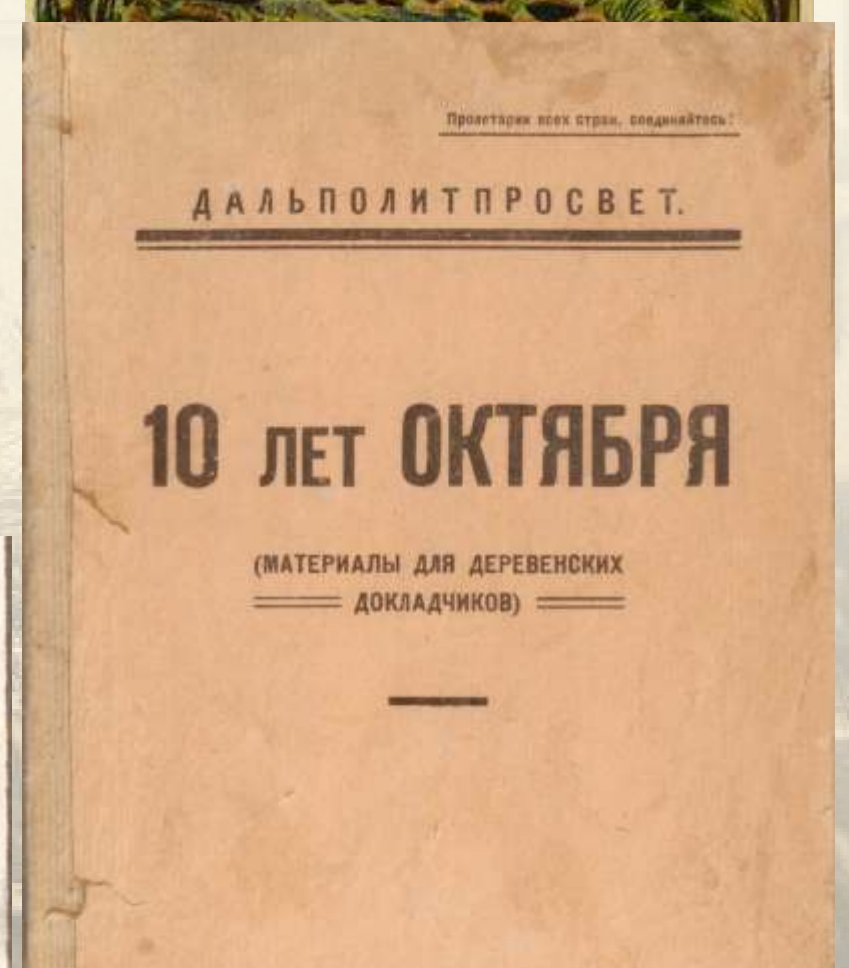 Пролетарии всех стран, соединяйтесь!
ДАЛЬПОЛИТПРОСВЕТ.
10 ЛЕТ ОКТЯБРЯ
(МАТЕРИАЛЫ ДЛЯ ДЕРЕВЕНСКИХ
ДОКЛАДЧИКОВ)